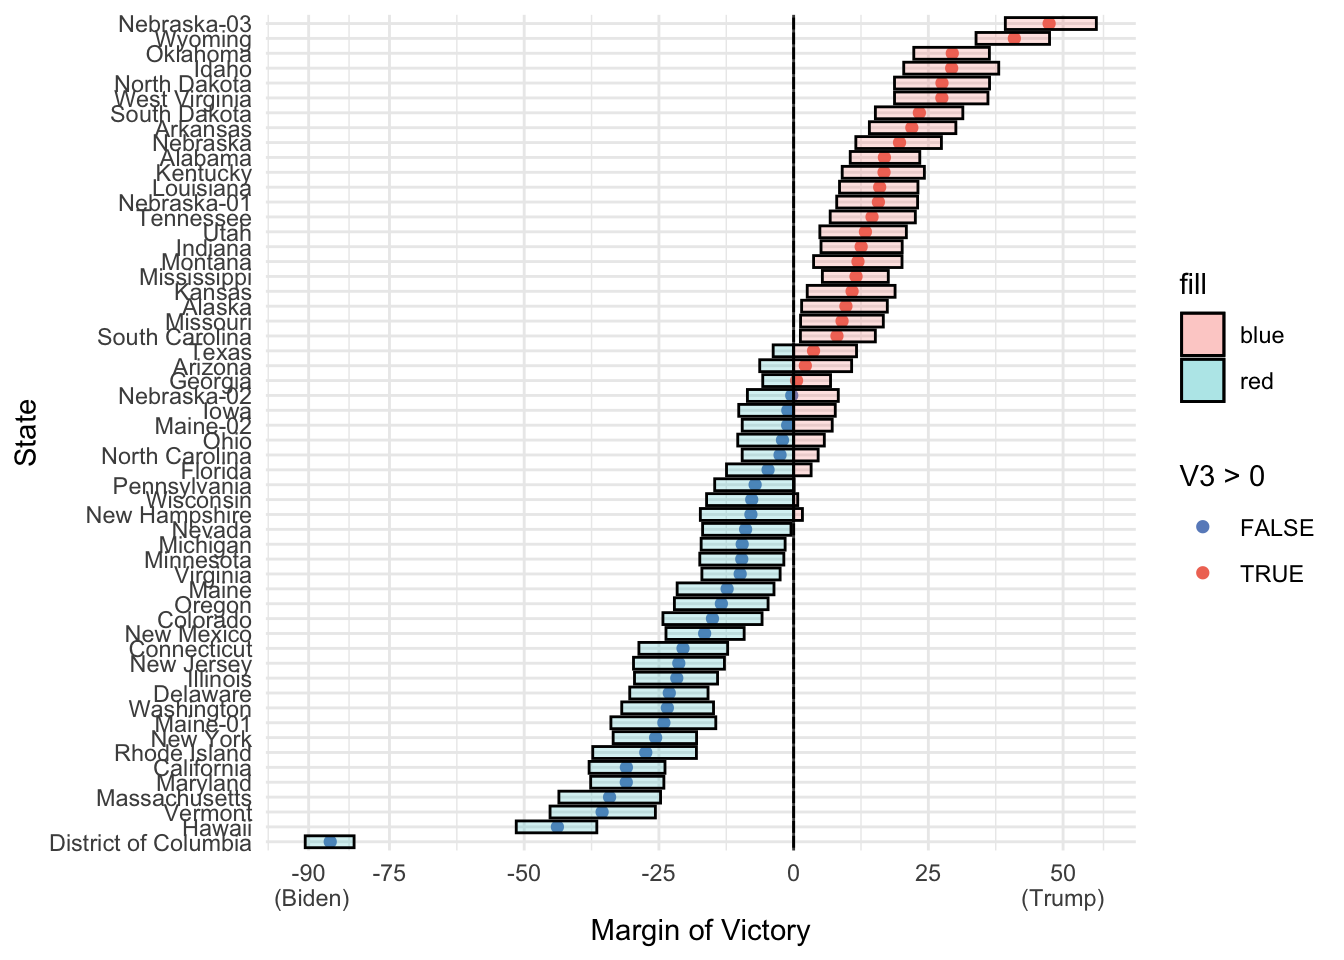 Nebraska-03
Wyoming
Oklahoma
Idaho
North Dakota
West Virginia
South Dakota
Arkansas
Nebraska
Alabama
Kentucky
Louisiana
Nebraska-01
Tennessee
Utah
Indiana
Montana
Mississippi
Kansas
Alaska
Missouri
South Carolina
Texas
Arizona
Georgia
Nebraska-02
Iowa
Maine-02
Ohio
North Carolina
Florida
Pennsylvania
Wisconsin
New Hampshire
Nevada
Michigan
Minnesota
Virginia
Maine
Oregon
Colorado
New Mexico
Connecticut
New Jersey
Illinois
Delaware
Washington
Maine-01
New York
Rhode Island
California
Maryland
Massachusetts
Vermont
Hawaii
District of Columbia
State
-90 -75 -50 -25 0 25 50
(Biden) (Trump)
Margin of Victory
fill
blue
red
V3 > 0
FALSE
TRUE